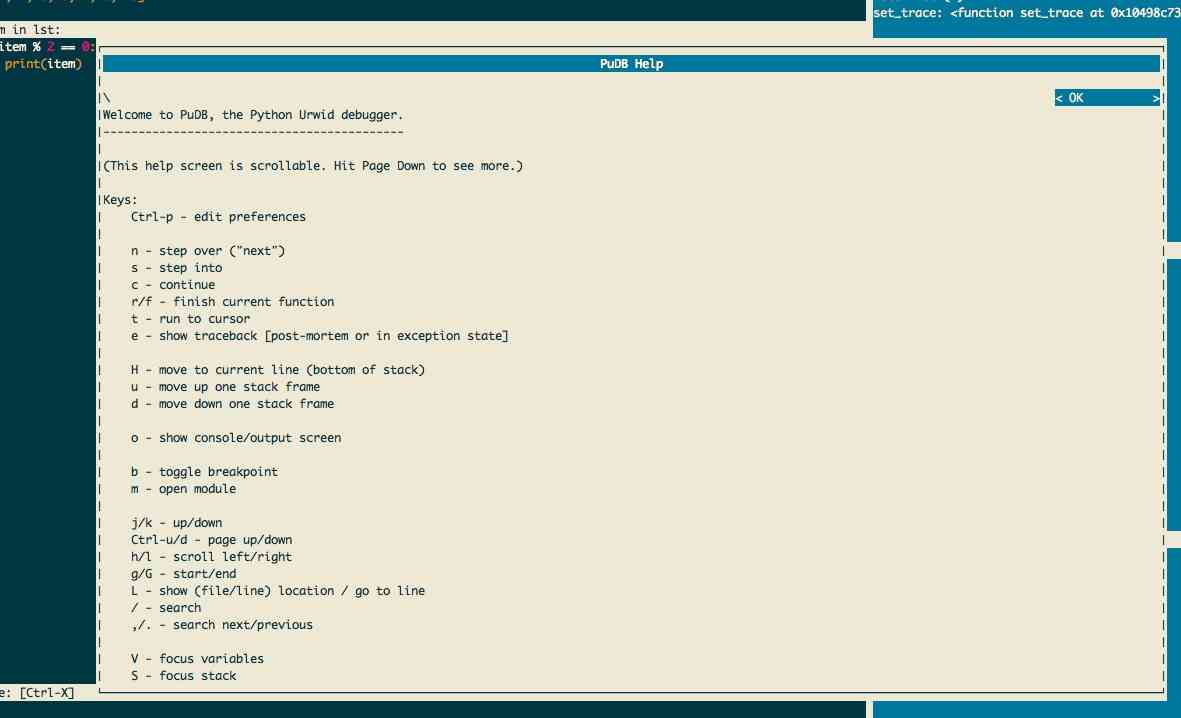 set_trace: <function set_trace at 0x10498c73
in lst:
item % 2 == 0:
print(item)
PuDB Help
\
< OK >
Welcome to PuDB, the Python Urwid debugger.
-------------------------------------------
(This help screen is scrollable. Hit Page Down to see more.)
Keys:
Ctrl-p - edit preferences
n - step over ("next")
s - step into
c - continue
r/f - finish current function
t - run to cursor
e - show traceback [post-mortem or in exception state]
H - move to current line (bottom of stack)
u - move up one stack frame
d - move down one stack frame
o - show console/output screen
b - toggle breakpoint
m - open module
j/k - up/down
Ctrl-u/d - page up/down
h/l - scroll left/right
g/G - start/end
L - show (file/line) location / go to line
/ - search
,/. - search next/previous
V - focus variables
S - focus stack
e: [Ctrl-X]